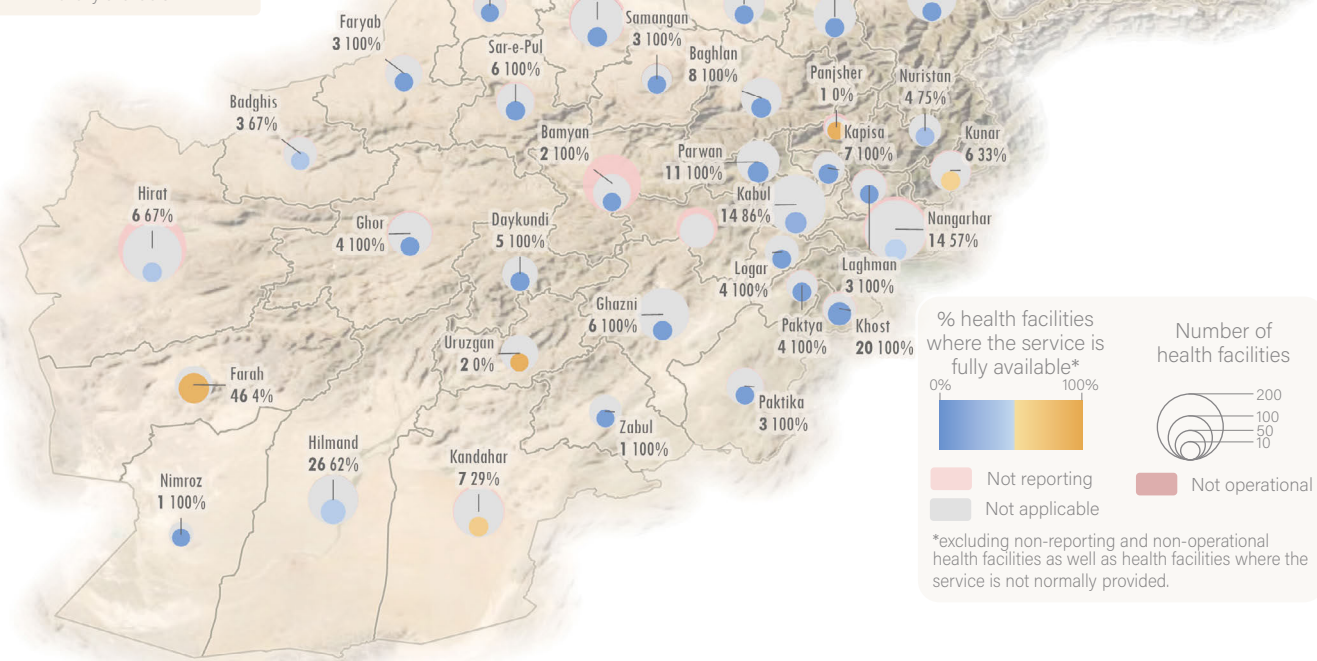 Faryab
3 100%
Samangan
3 100%
Sar-e-Pul
6 100%
Baghlan
8 100%
Panjsher
1 0%
Nuristan
4 75%
Badghis
3 67%
Bamyan
2 100%
Parwan
11 100%
Kapisa
7 100%
Kunar
6 33%
Hirat
6 67%
Ghor
4 100%
Daykundi
5 100%
Kabul
14 86%
Nangarhar
14 57%
Logar
4 100%
Laghman
3 100%
Ghazni
6 100%
Paktya
4 100%
Khost
20 100%
Uruzgan
2 0%
Farah
46 4%
Paktika
3 100%
Zabul
1 100%
Hilmand
26 62%
Kandahar
7 29%
Nimroz
1 100%
% health facilities
where the service is
fully available*
0% 100%
Number of
health facilities
200
100
50
10
Not reporting
Not operational
Not applicable
*excluding non-reporting and non-operational
health facilities as well as health facilities where the
service is not normally provided.